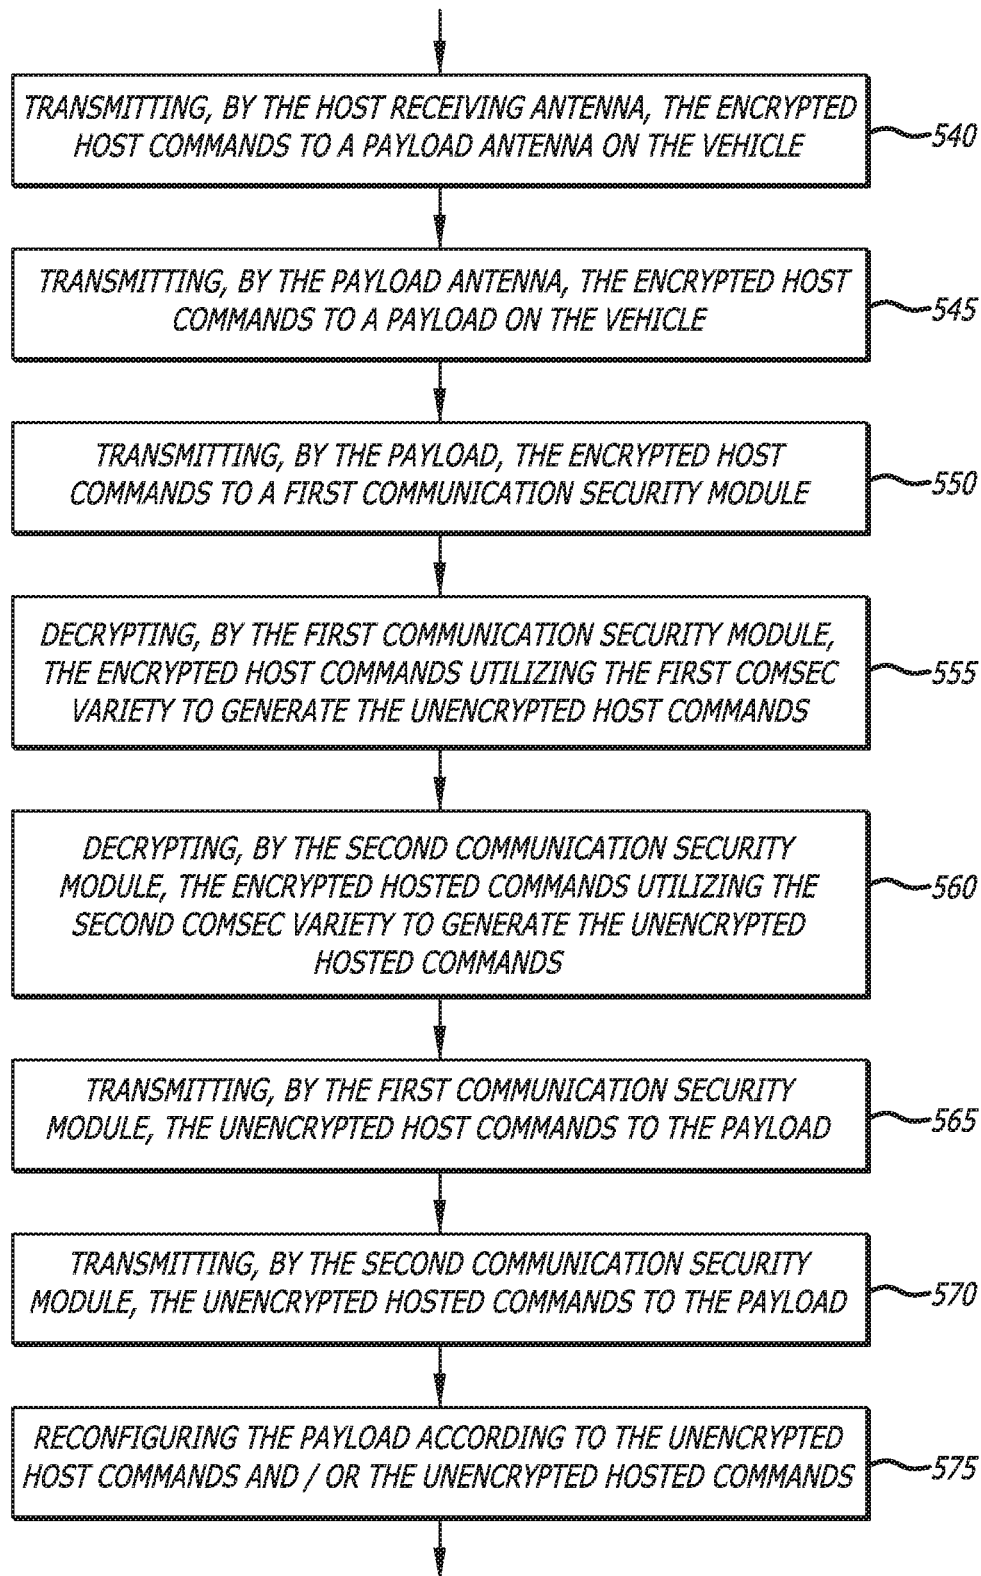 TRANSMITTING, BY THE HOST RECEIVING ANTENNA, THE ENCRYPTED
HOST COMMANDS TO A PAYLOAD ANTENNA ON THE VEHICLE
540
TRANSMITTING, BY THE PAYLOAD ANTENNA, THE ENCRYPTED HOST
COMMANDS TO A PAYLOAD ON THE VEHICLE
545
TRANSMITTING, BY THE PAYLOAD, THE ENCRYPTED HOST
COMMANDS TO A FIRST COMMUNICATION SECURITY MODULE
550
DECRYPTING, BY THE FIRST COMMUNICATION SECURITY MODULE,
THE ENCRYPTED HOST COMMANDS UTILIZING THE FIRST COMSEC
VARIETY TO GENERATE THE UNENCRYPTED HOST COMMANDS
555
DECRYPTING, BY THE SECOND COMMUNICATION SECURITY
MODULE, THE ENCRYPTED HOSTED COMMANDS UTILIZING THE
SECOND COMSEC VARIETY TO GENERATE THE UNENCRYPTED
HOSTED COMMANDS
560
TRANSMITTING, BY THE FIRST COMMUNICATION SECURITY
MODULE, THE UNENCRYPTED HOST COMMANDS TO THE PAYLOAD
565
TRANSMITTING, BY THE SECOND COMMUNICATION SECURITY
MODULE, THE UNENCRYPTED HOSTED COMMANDS TO THE PAYLOAD
570
RECONFIGURING THE PAYLOAD ACCORDING TO THE UNENCRYPTED
HOST COMMANDS AND / OR THE UNENCRYPTED HOSTED COMMANDS
575